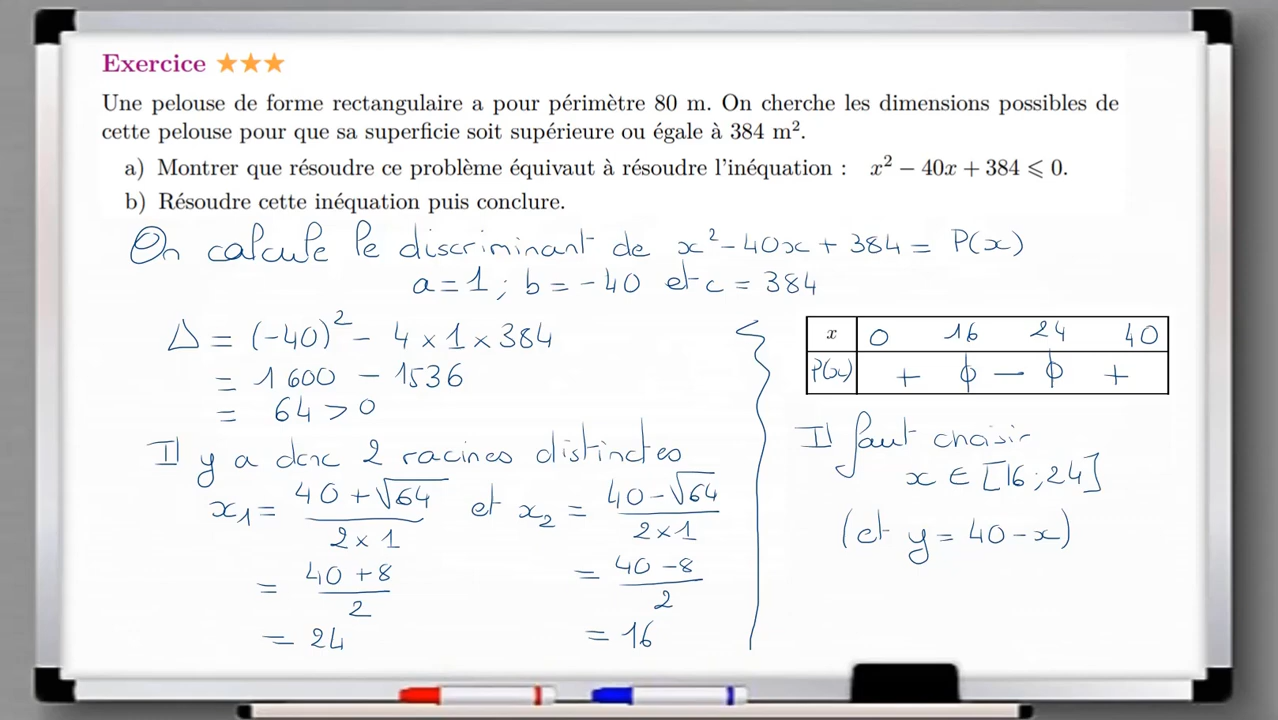 Exercice ★★★
Une pelouse de forme rectangulaire a pour périmètre 80 m. On cherche les dimensions possibles de
cette pelouse pour que sa superficie soit supérieure ou égale à 384 m².
a) Montrer que résoudre ce problème équivaut à résoudre l'inéquation : x² − 40x + 384 ⩽ 0.
b) Résoudre cette inéquation puis conclure.
On calcule le discriminant de x² − 40x + 384 = P(x)
a = 1 ; b = −40 et c = 384
Δ = (−40)² − 4 × 1 × 384
= 1 600 − 1536
= 64 > 0
Il y a donc 2 racines distinctes
x₁ = (40 + √64)/(2 × 1) et x₂ = (40 − √64)/(2 × 1)
= (40 + 8)/2 = (40 − 8)/2
= 24 = 16
x 0 16 24 40
P(x) + 0 − 0 +
Il faut choisir
x ∈ [16 ; 24]
(et y = 40 − x)